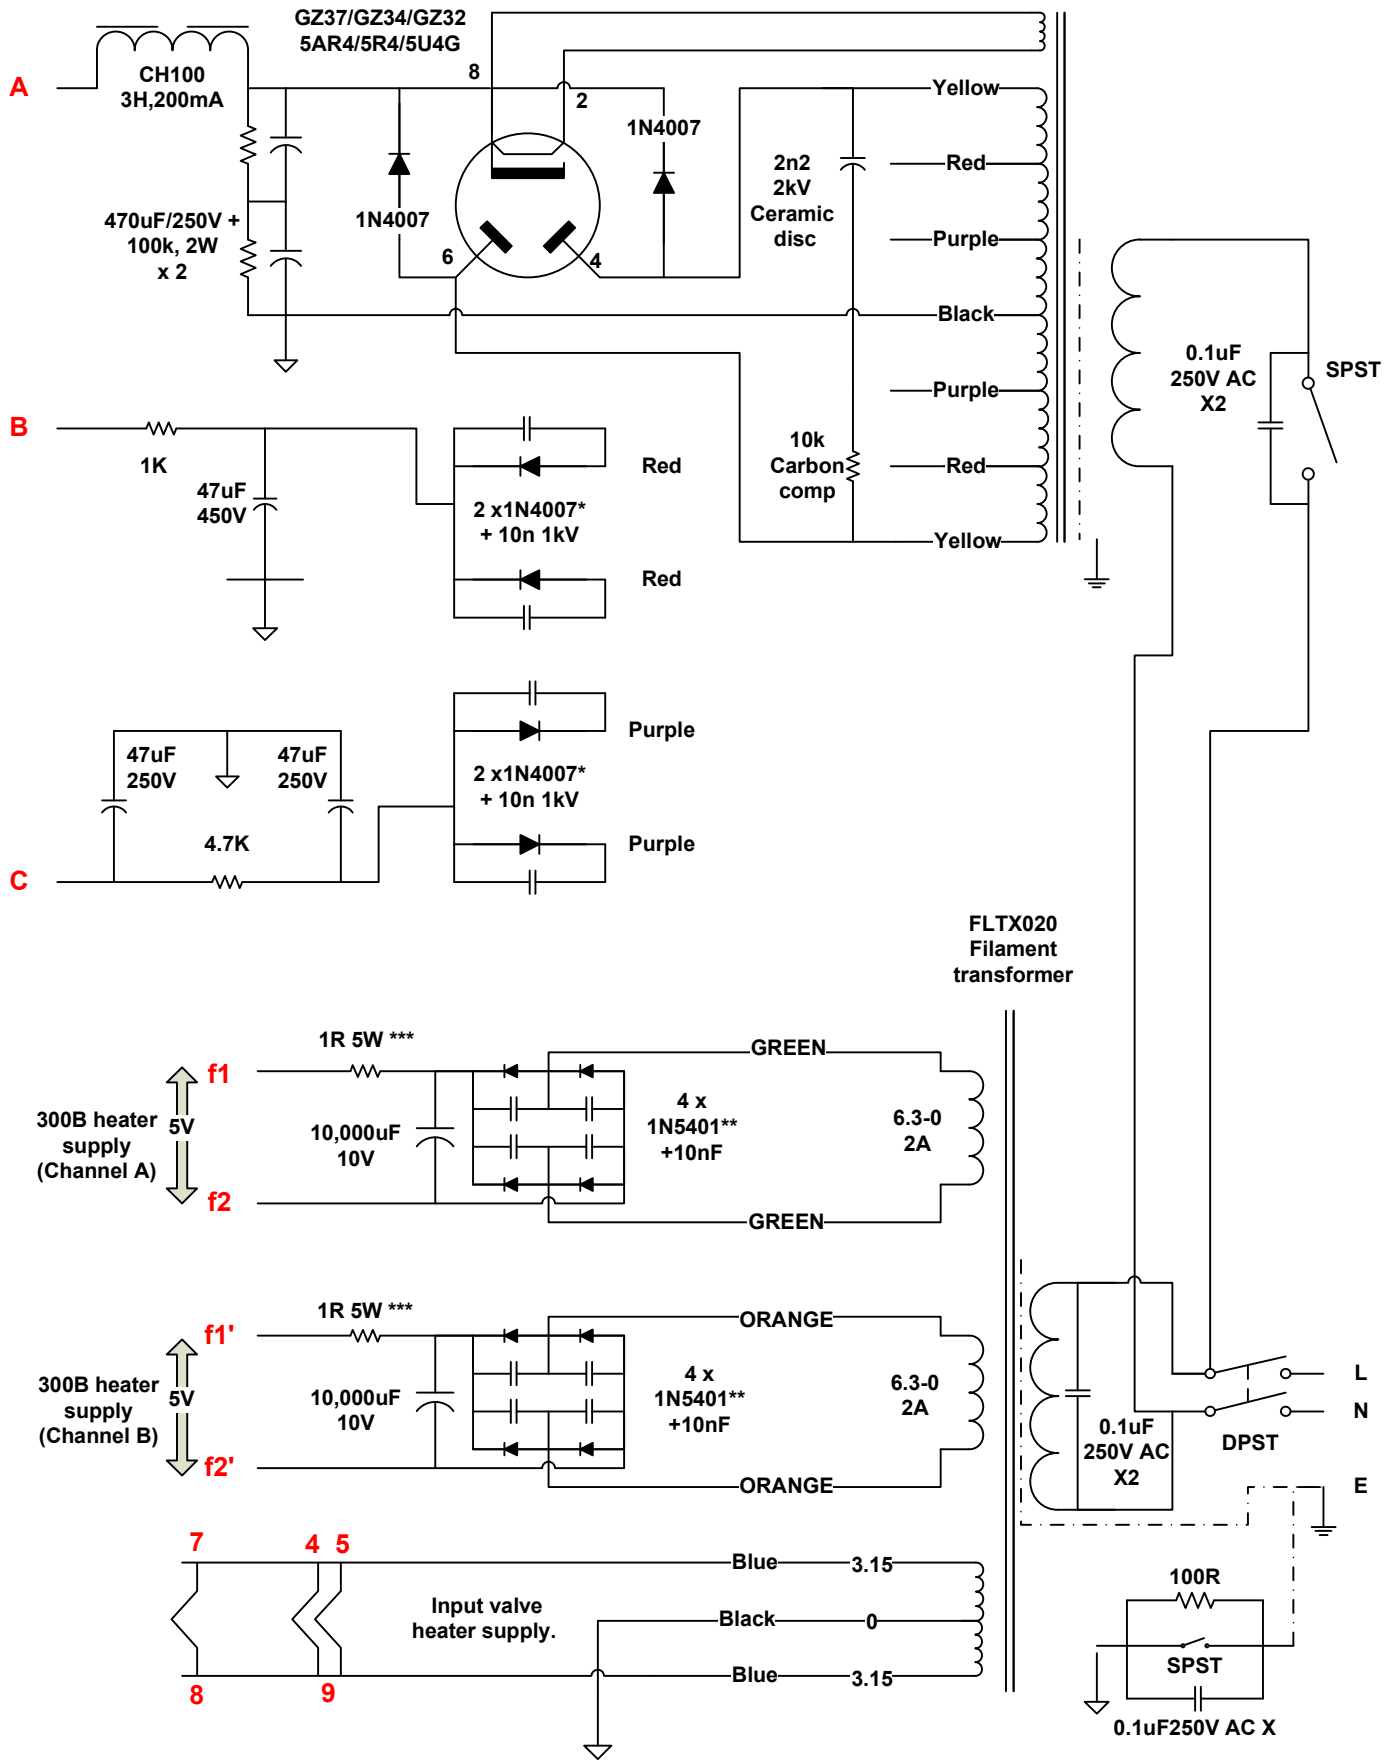 GZ37/GZ34/GZ32
5AR4/5R4/5U4G
A
CH100
3H,200mA
8
2
1N4007
Yellow
2n2
2kV
Ceramic
disc
Red
470uF/250V +
100k, 2W
x 2
1N4007
6
4
Purple
Black
0.1uF
250V AC
X2
SPST
Purple
B
1K
47uF
450V
Red
2 x1N4007*
+ 10n 1kV
Red
10k
Carbon
comp
Red
Yellow
47uF
250V
47uF
250V
4.7K
C
Purple
2 x1N4007*
+ 10n 1kV
Purple
FLTX020
Filament
transformer
1R 5W ***
GREEN
f1
300B heater
supply
(Channel A)
5V
10,000uF
10V
4 x
1N5401**
+10nF
6.3-0
2A
f2
GREEN
1R 5W ***
ORANGE
f1'
300B heater
supply
(Channel B)
5V
10,000uF
10V
4 x
1N5401**
+10nF
6.3-0
2A
f2'
ORANGE
L
N
0.1uF
250V AC
X2
DPST
E
7
4
5
Blue
3.15
Input valve
heater supply.
Black
0
8
9
Blue
3.15
100R
SPST
0.1uF250V AC X